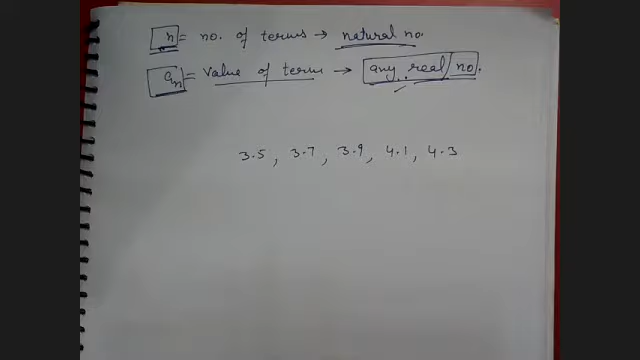 n = no. of terms → natural no.
an = value of terms → any real no.
3.5, 3.7, 3.9, 4.1, 4.3